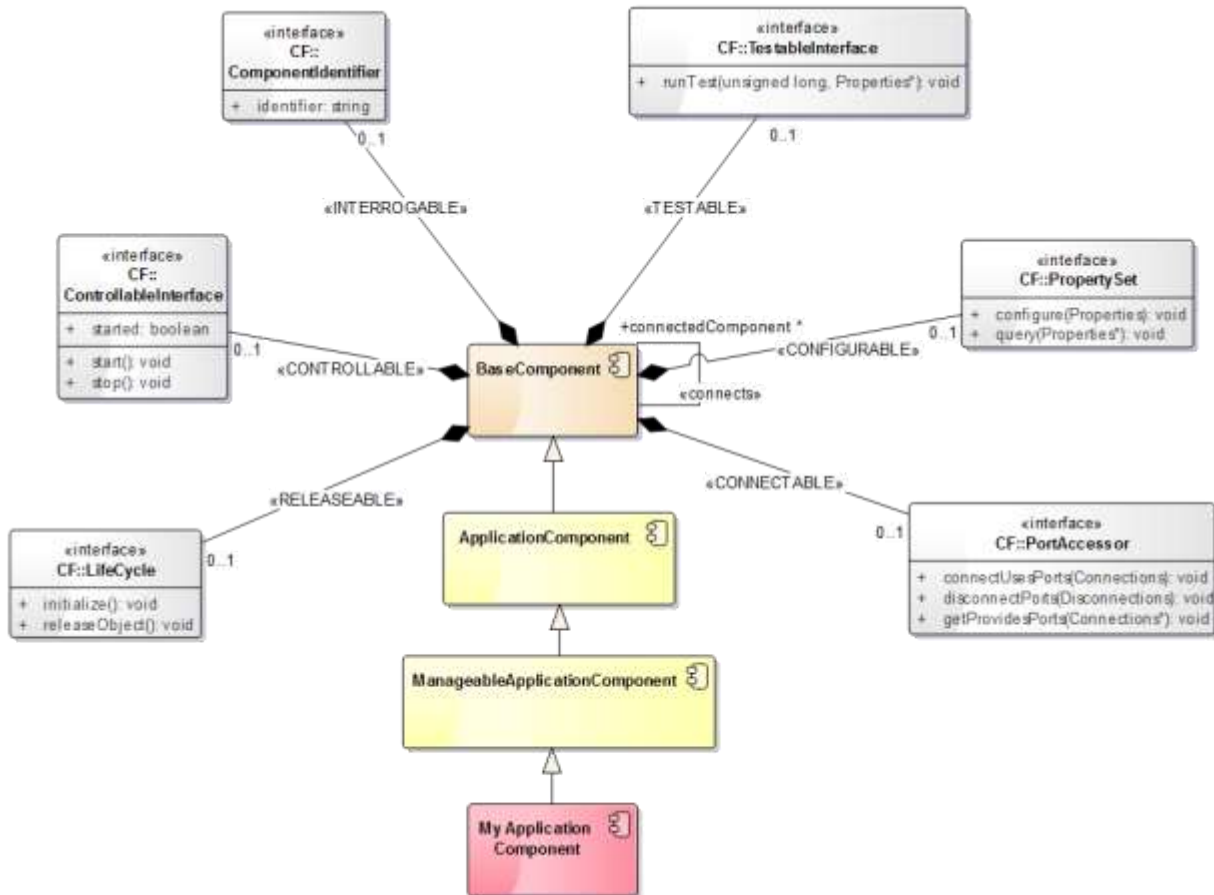 «interface»
CF::
ComponentIdentifier
+ identifier: string
0..1
«INTERROGABLE»
«interface»
CF::TestableInterface
+ runTest(unsigned long, Properties*): void
0..1
«TESTABLE»
«interface»
CF::
ControllableInterface
+ started: boolean
+ start(): void
+ stop(): void
0..1
«CONTROLLABLE»
«interface»
CF::PropertySet
+ configure(Properties): void
+ query(Properties*): void
0..1
«CONFIGURABLE»
+connectedComponent *
«connects»
BaseComponent
«RELEASEABLE»
«CONNECTABLE»
«interface»
CF::LifeCycle
+ initialize(): void
+ releaseObject(): void
0..1
ApplicationComponent
0..1
«interface»
CF::PortAccessor
+ connectUsesPorts(Connections): void
+ disconnectPorts(Disconnections): void
+ getProvidesPorts(Connections*): void
ManageableApplicationComponent
My Application
Component